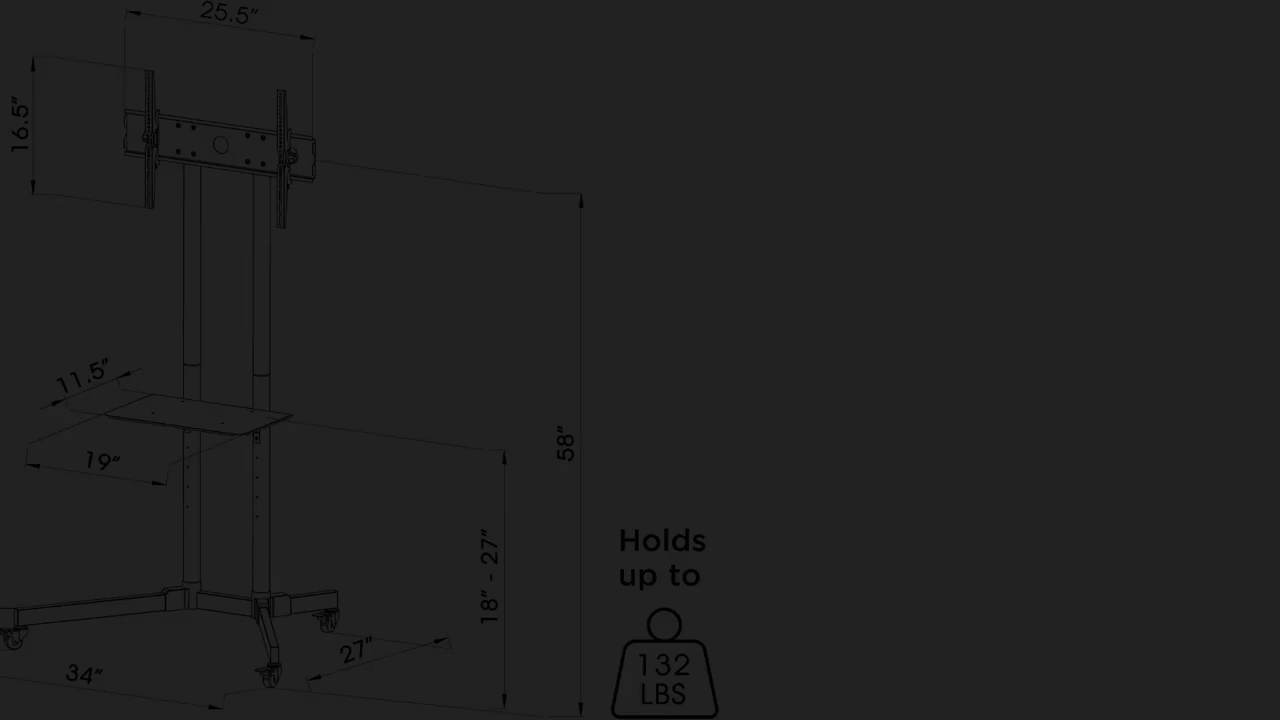 25.5"
16.5"
11.5"
19"
58"
18" - 27"
Holds
up to
27"
132
LBS
34"